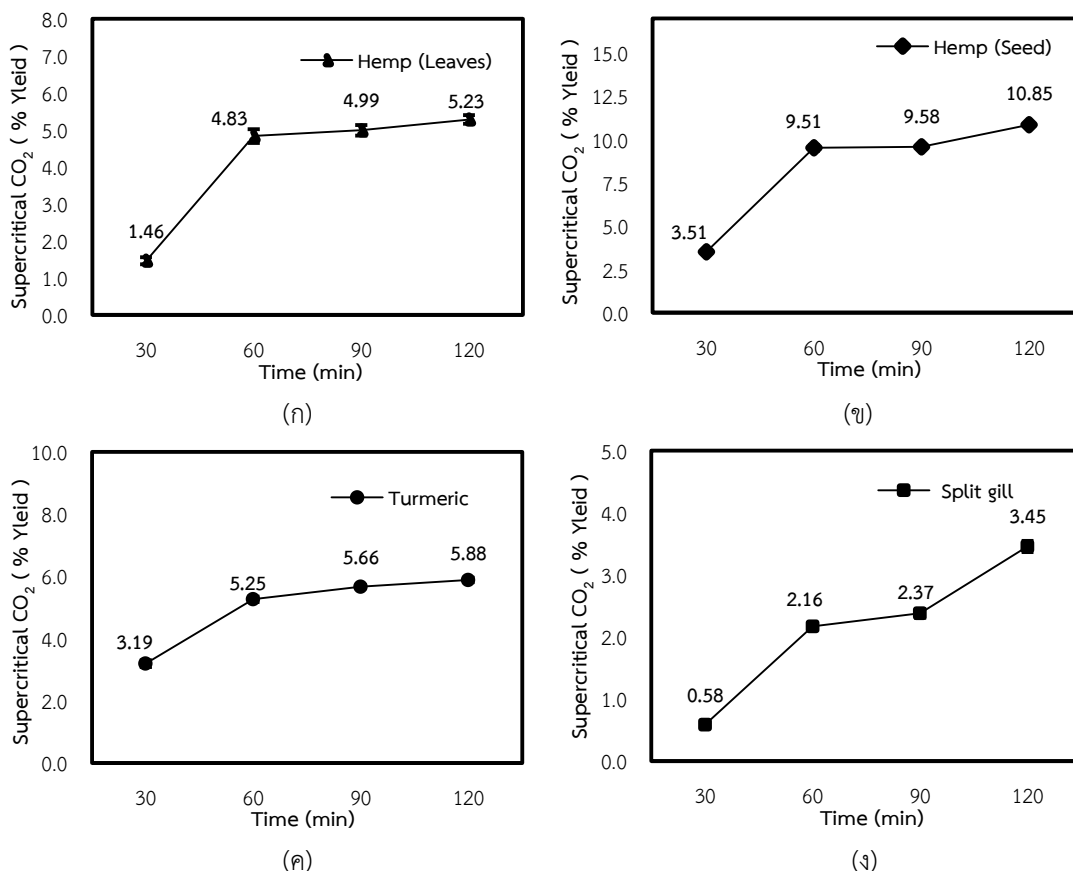 Supercritical CO₂ ( % Yleid )
8.0
7.0
6.0
5.0
4.0
3.0
2.0
1.0
0.0
Hemp (Leaves)
1.46
4.83
4.99
5.23
30 60 90 120
Time (min)
(ก)
Supercritical CO₂ ( % Yleid )
15.0
12.5
10.0
7.5
5.0
2.5
0.0
Hemp (Seed)
3.51
9.51
9.58
10.85
30 60 90 120
Time (min)
(ข)
Supercritical CO₂ ( % Yleid )
10.0
8.0
6.0
4.0
2.0
0.0
Turmeric
3.19
5.25
5.66
5.88
30 60 90 120
Time (min)
(ค)
Supercritical CO₂ ( % Yleid )
5.0
4.0
3.0
2.0
1.0
0.0
Split gill
0.58
2.16
2.37
3.45
30 60 90 120
Time (min)
(ง)